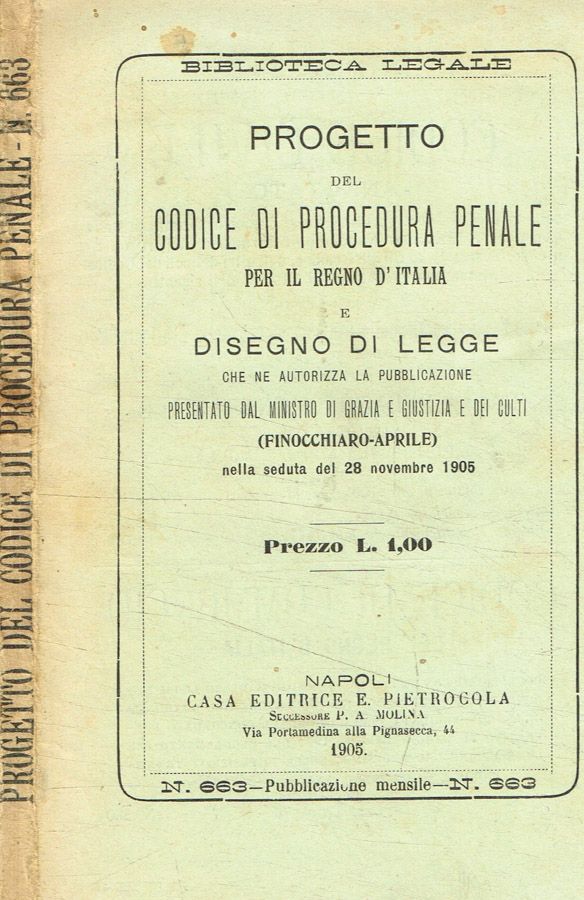 PROGETTO DEL CODICE DI PROCEDURA PENALE - N. 663
BIBLIOTECA LEGALE
PROGETTO
DEL
CODICE DI PROCEDURA PENALE
PER IL REGNO D'ITALIA
E
DISEGNO DI LEGGE
CHE NE AUTORIZZA LA PUBBLICAZIONE
PRESENTATO DAL MINISTRO DI GRAZIA E GIUSTIZIA E DEI CULTI
(FINOCCHIARO-APRILE)
nella seduta del 28 novembre 1905
Prezzo L. 1,00
NAPOLI
CASA EDITRICE E. PIETROCOLA
SUCCESSORE P. A. MOLINA
Via Portamedina alla Pignasecca, 44
1905.
N. 663—Pubblicazione mensile—N. 663